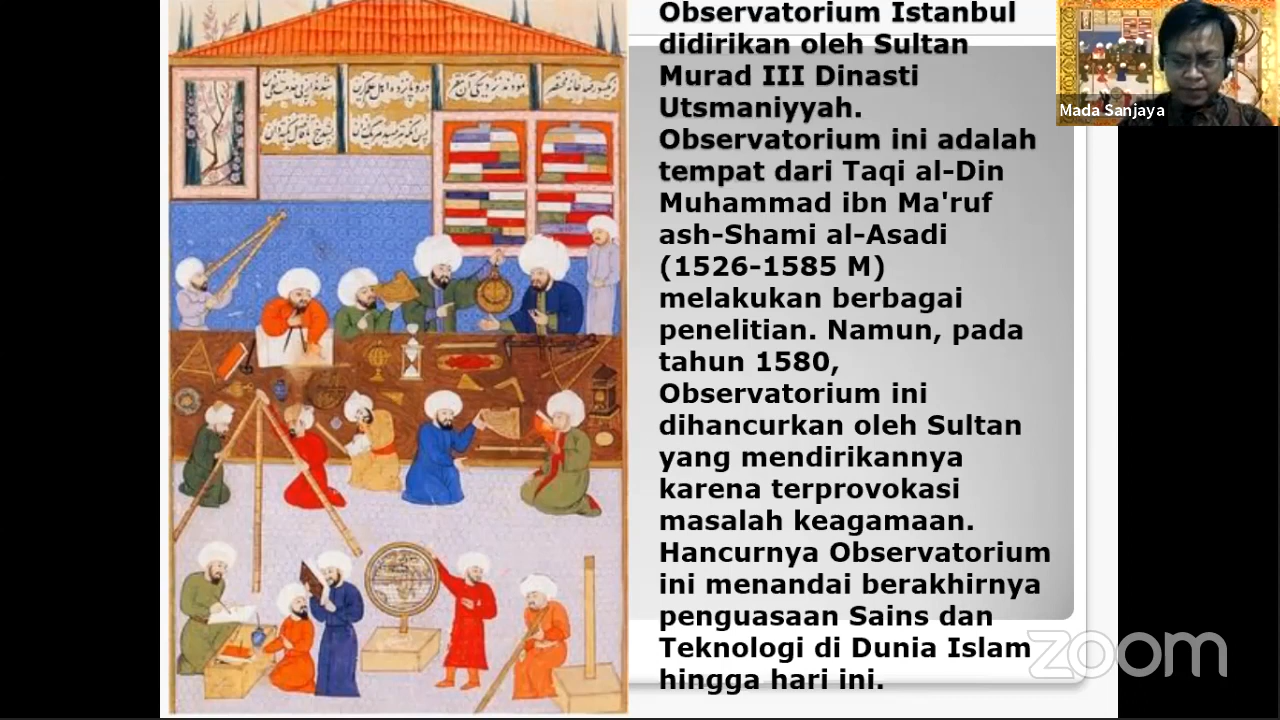 Observatorium Istanbul
didirikan oleh Sultan
Murad III Dinasti
Utsmaniyyah.
Observatorium ini adalah
tempat dari Taqi al-Din
Muhammad ibn Ma'ruf
ash-Shami al-Asadi
(1526-1585 M)
melakukan berbagai
penelitian. Namun, pada
tahun 1580,
Observatorium ini
dihancurkan oleh Sultan
yang mendirikannya
karena terprovokasi
masalah keagamaan.
Hancurnya Observatorium
ini menandai berakhirnya
penguasaan Sains dan
Teknologi di Dunia Islam
hingga hari ini.
Mada Sanjaya
zoom